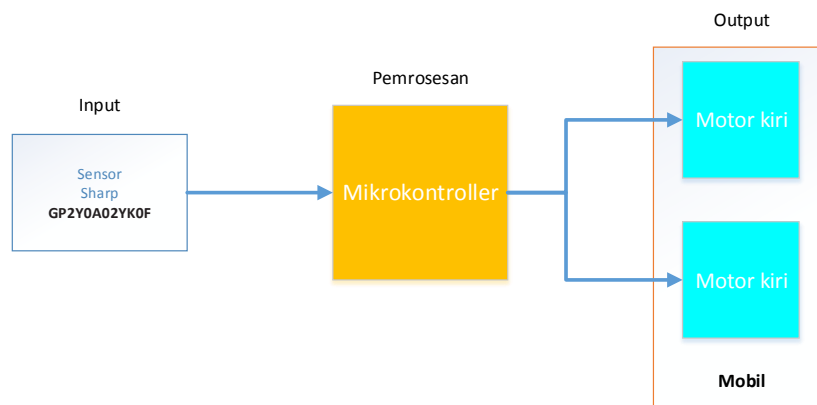 Output
Pemrosesan
Input
Motor kiri
Sensor
Sharp
GP2Y0A02YK0F
Mikrokontroller
Motor kiri
Mobil